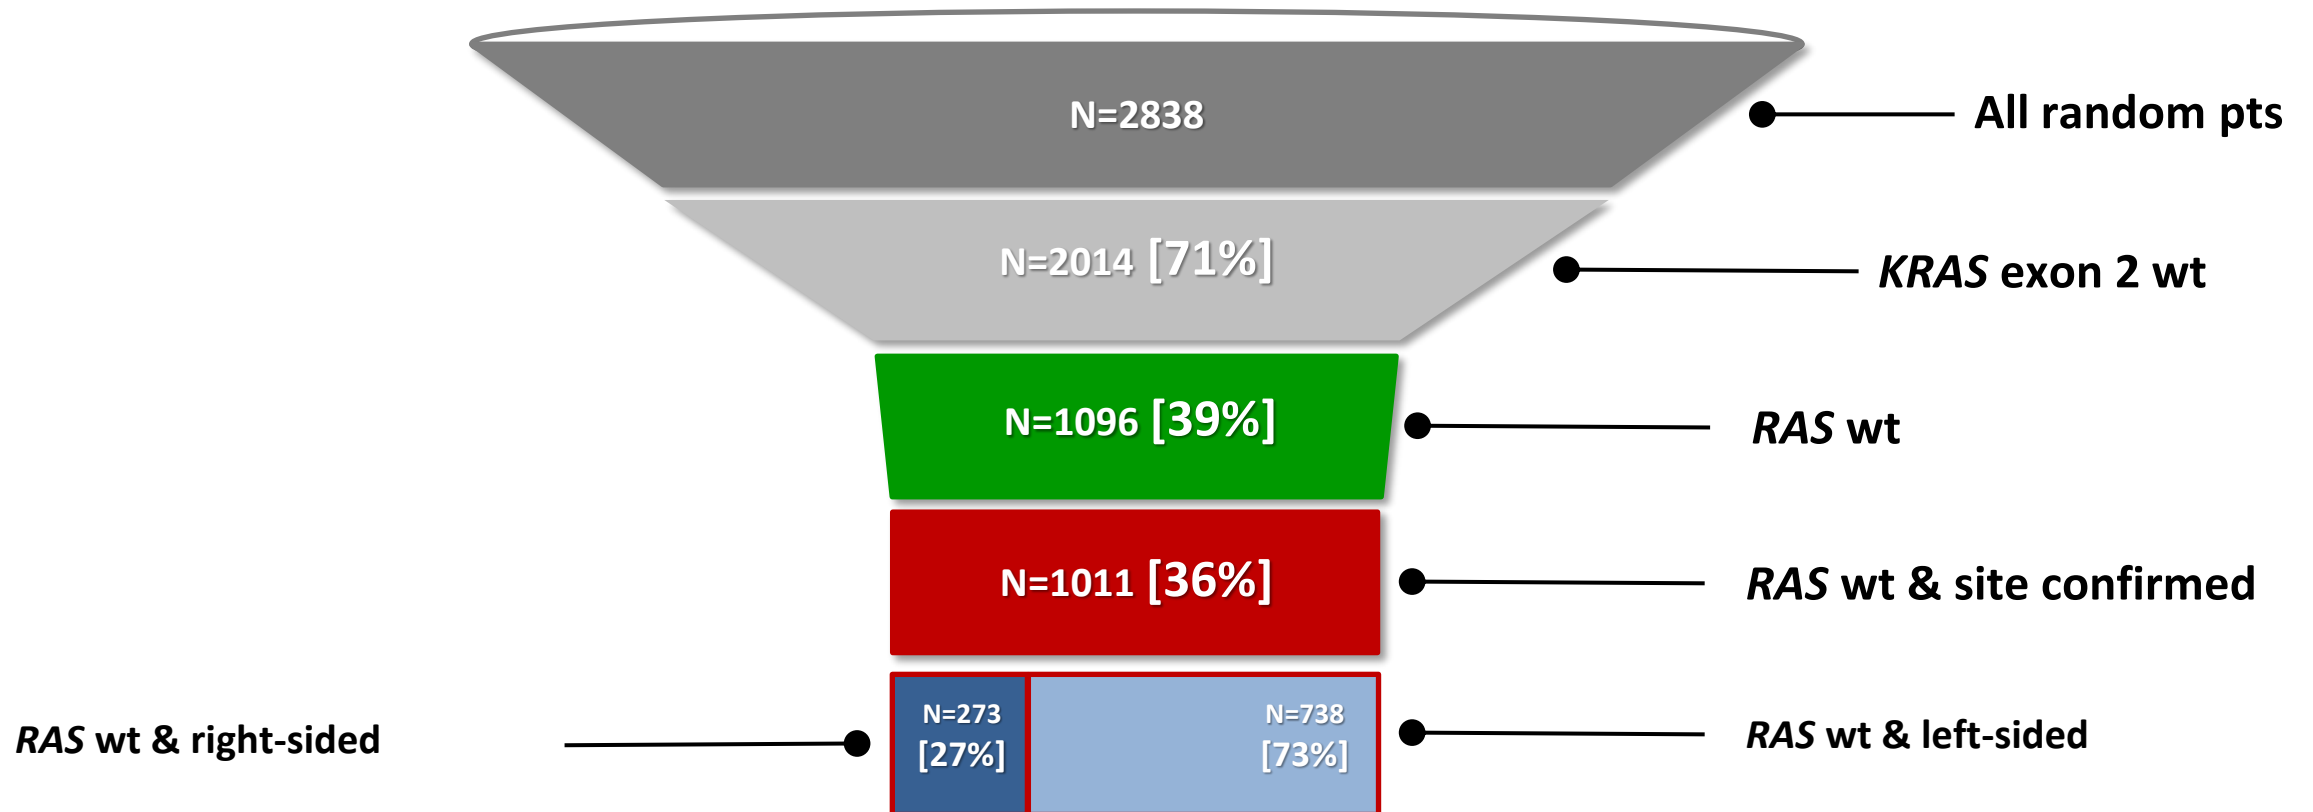 N=2838
All random pts
N=2014 [71%]
KRAS exon 2 wt
N=1096 [39%]
RAS wt
N=1011 [36%]
RAS wt & site confirmed
RAS wt & right-sided
N=273
[27%]
N=738
[73%]
RAS wt & left-sided